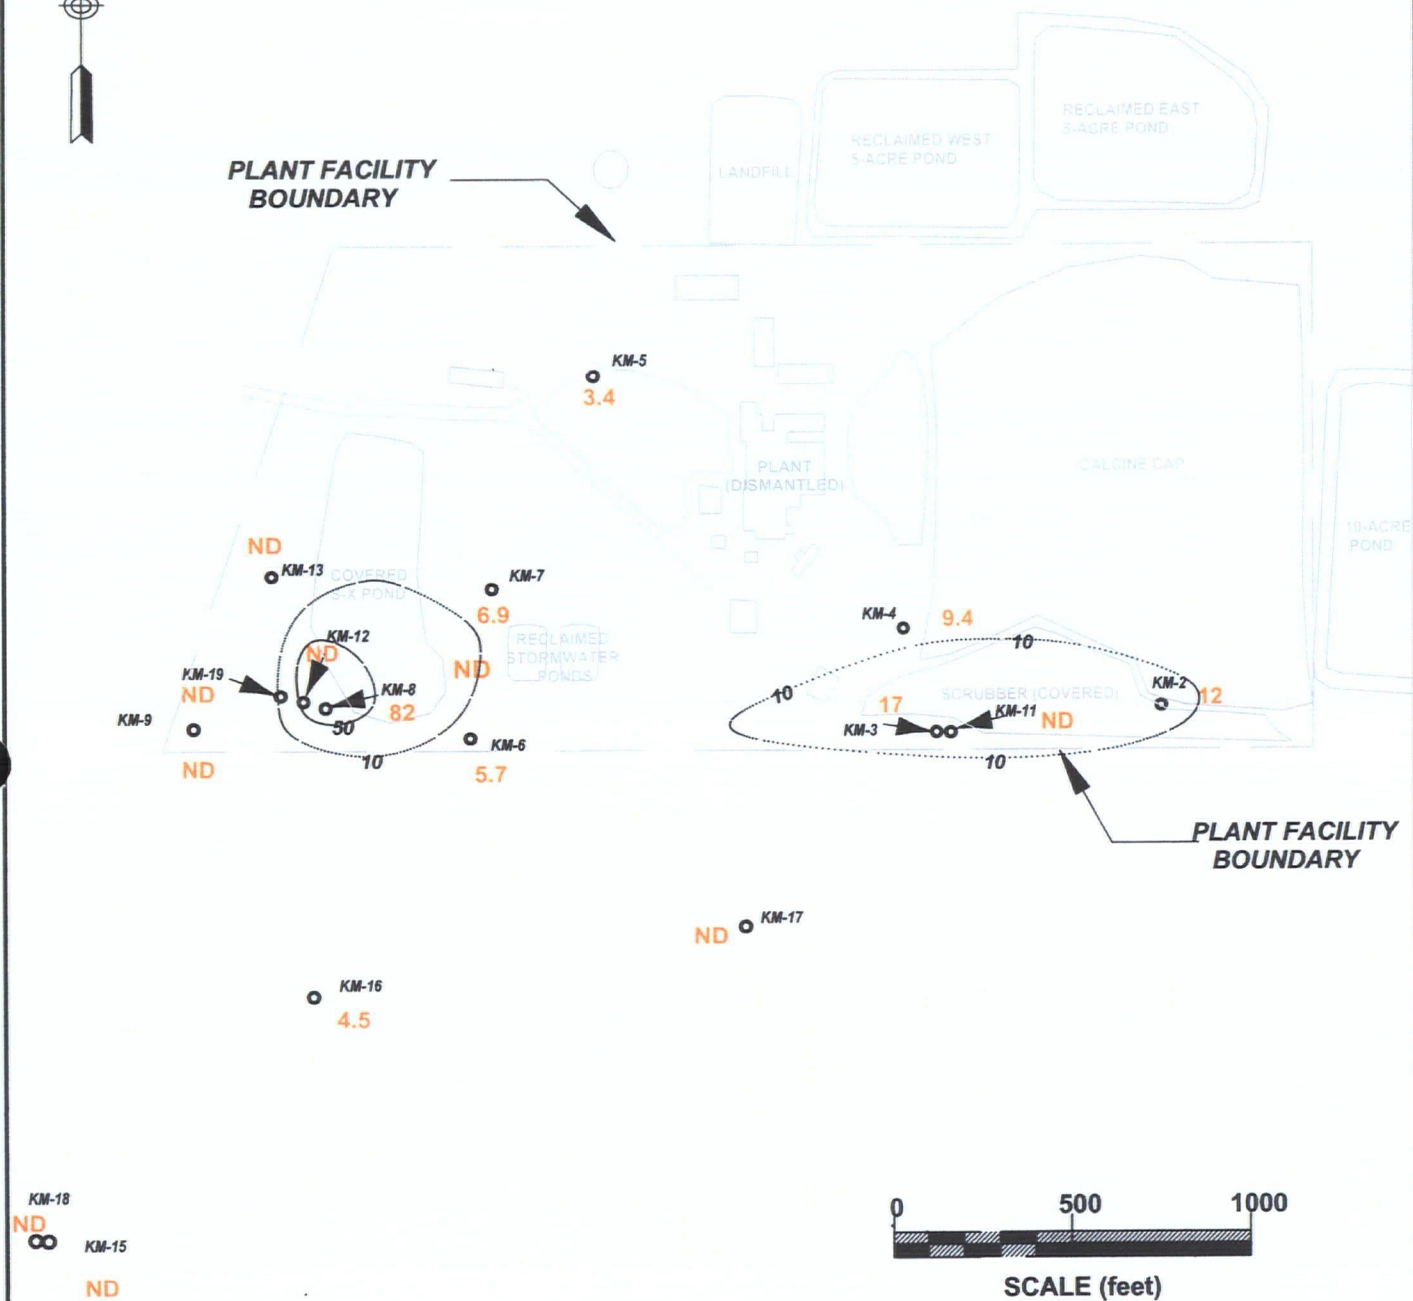 RECLAIMED EAST
5-ACRE POND
RECLAIMED WEST
5-ACRE POND
LANDFILL
PLANT FACILITY
BOUNDARY
KM-5
3.4
PLANT
(DISMANTLED)
CALCINE CAP
10-ACRE
POND
ND
KM-13
COVERED
S-X POND
KM-7
6.9
KM-4
9.4
KM-12
ND
RECLAIMED
STORMWATER
PONDS
ND
10
KM-19
ND
KM-8
82
10
SCRUBBER (COVERED)
KM-2
12
17
KM-11
ND
KM-9
50
KM-3
ND
10
KM-6
5.7
10
PLANT FACILITY
BOUNDARY
KM-17
ND
KM-16
4.5
KM-18
ND
KM-15
ND
0
500
1000
SCALE (feet)